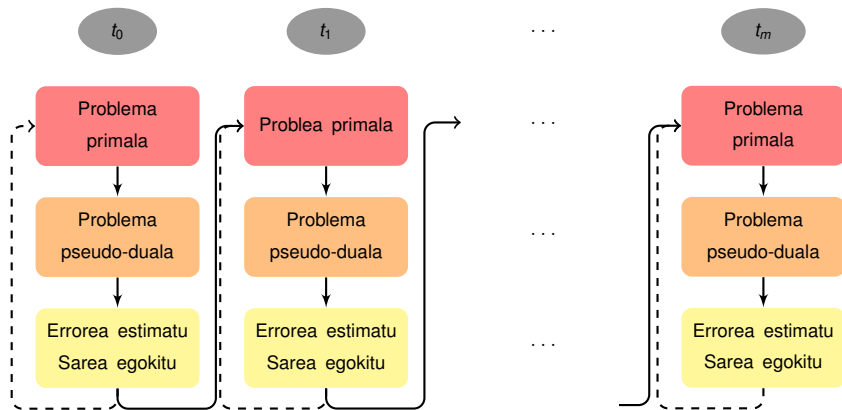 t0 t1 ... tm
Problema
primala
Problea primala
...
Problema
primala
Problema
pseudo-duala
Problema
pseudo-duala
...
Problema
pseudo-duala
Errorea estimatu
Sarea egokitu
Errorea estimatu
Sarea egokitu
...
Errorea estimatu
Sarea egokitu